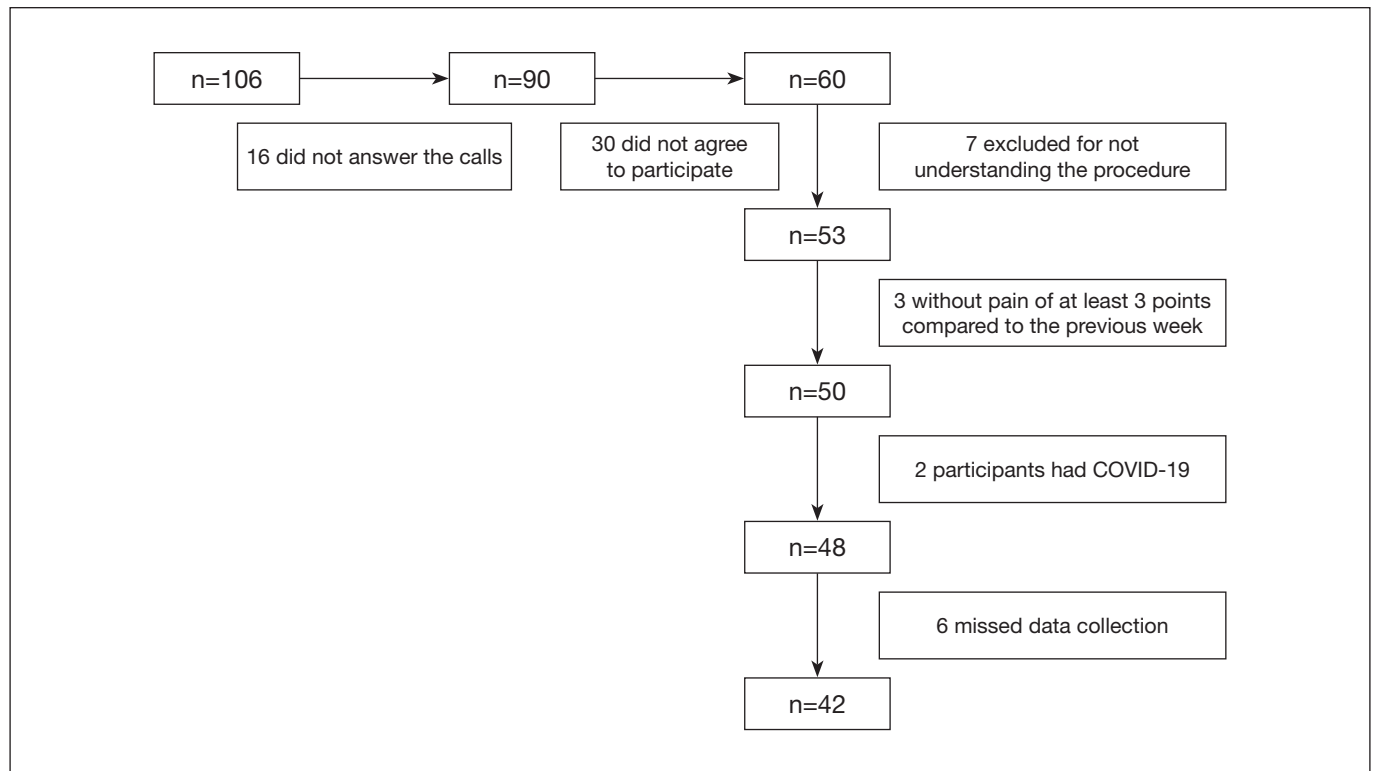 n=106
n=90
n=60
16 did not answer the calls
30 did not agree
to participate
7 excluded for not
understanding the procedure
n=53
3 without pain of at least 3 points
compared to the previous week
n=50
2 participants had COVID-19
n=48
6 missed data collection
n=42